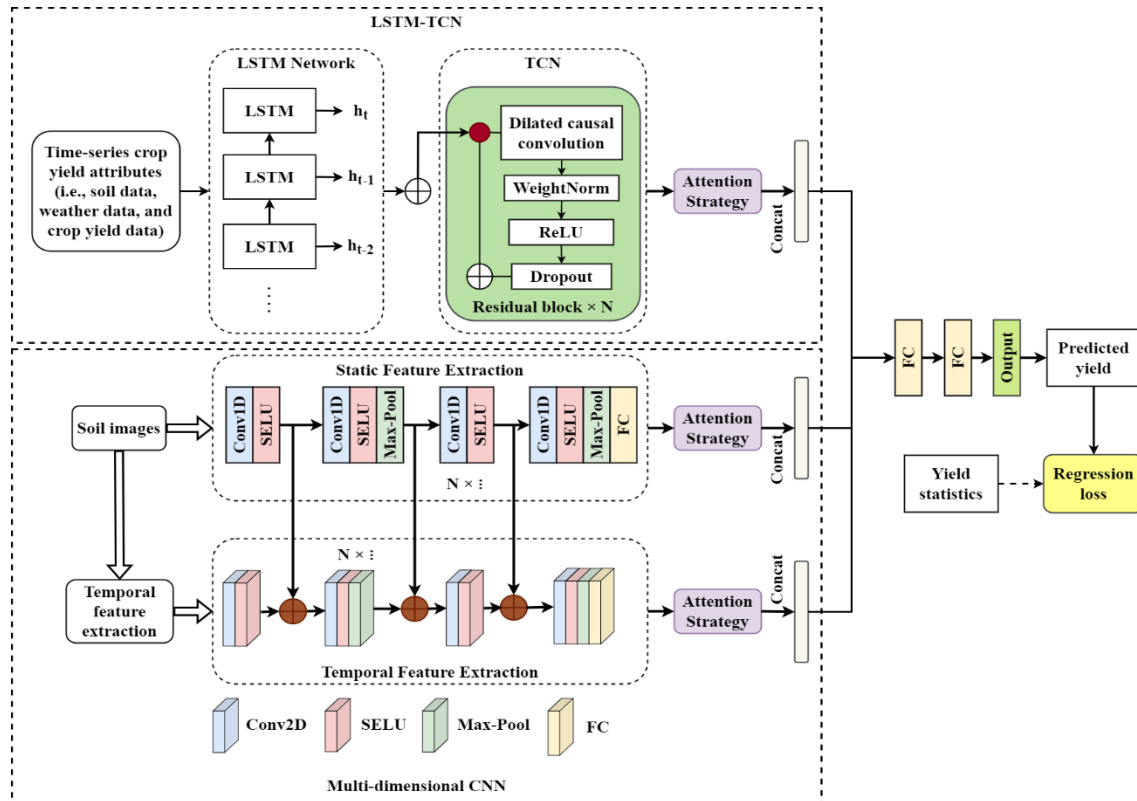 LSTM-TCN
LSTM Network
TCN
Time-series crop
yield attributes
(i.e., soil data,
weather data, and
crop yield data)
LSTM
h_t
LSTM
h_{t-1}
LSTM
h_{t-2}
Dilated causal
convolution
WeightNorm
ReLU
Dropout
Residual block × N
Attention
Strategy
Concat
Static Feature Extraction
Soil images
Conv1D
SELU
Conv1D
SELU
Max-Pool
Conv1D
SELU
Conv1D
SELU
Max-Pool
FC
N × ⋮
Attention
Strategy
Concat
N × ⋮
Temporal
feature
extraction
Temporal Feature Extraction
Attention
Strategy
Concat
Conv2D
SELU
Max-Pool
FC
Multi-dimensional CNN
FC
FC
Output
Predicted
yield
Yield
statistics
Regression
loss